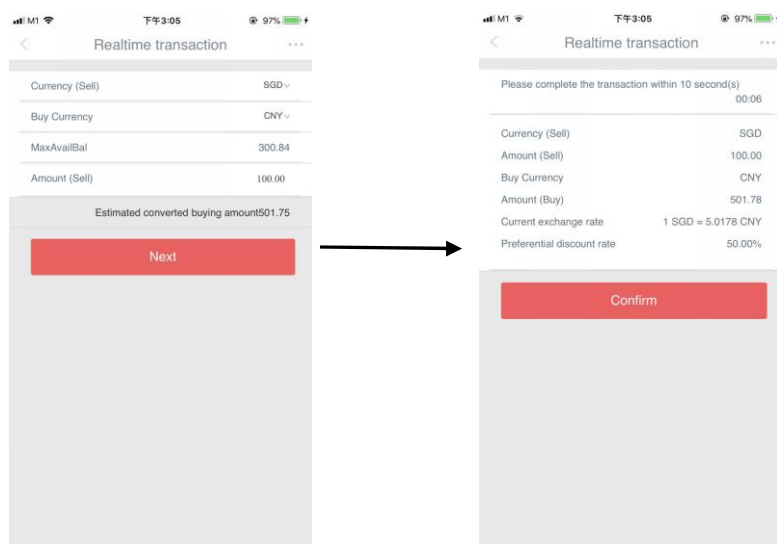 M1 下午3:05 97%
Realtime transaction
Currency (Sell) SGD
Buy Currency CNY
MaxAvailBal 300.84
Amount (Sell) 100.00
Estimated converted buying amount501.75
Next
M1 下午3:05 97%
Realtime transaction
Please complete the transaction within 10 second(s)
00:06
Currency (Sell) SGD
Amount (Sell) 100.00
Buy Currency CNY
Amount (Buy) 501.78
Current exchange rate 1 SGD = 5.0178 CNY
Preferential discount rate 50.00%
Confirm